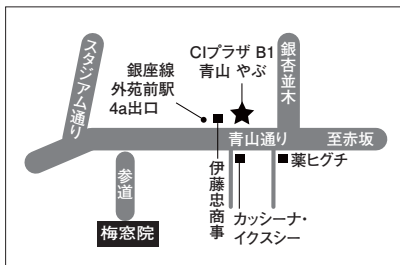 スタジアム通り
銀座線
外苑前駅
4a出口
CIプラザ B1
青山 やぶ
銀杏並木
青山通り
至赤坂
参道
梅窓院
伊藤忠商事
カッシーナ・
イクスシー
薬ヒグチ